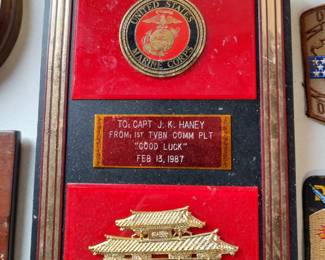 UNITED STATES
MARINE CORPS
TO: CAPT J. K. HANEY
FROM: 1ST TVBN COMM PLT
"GOOD LUCK"
FEB 13, 1987